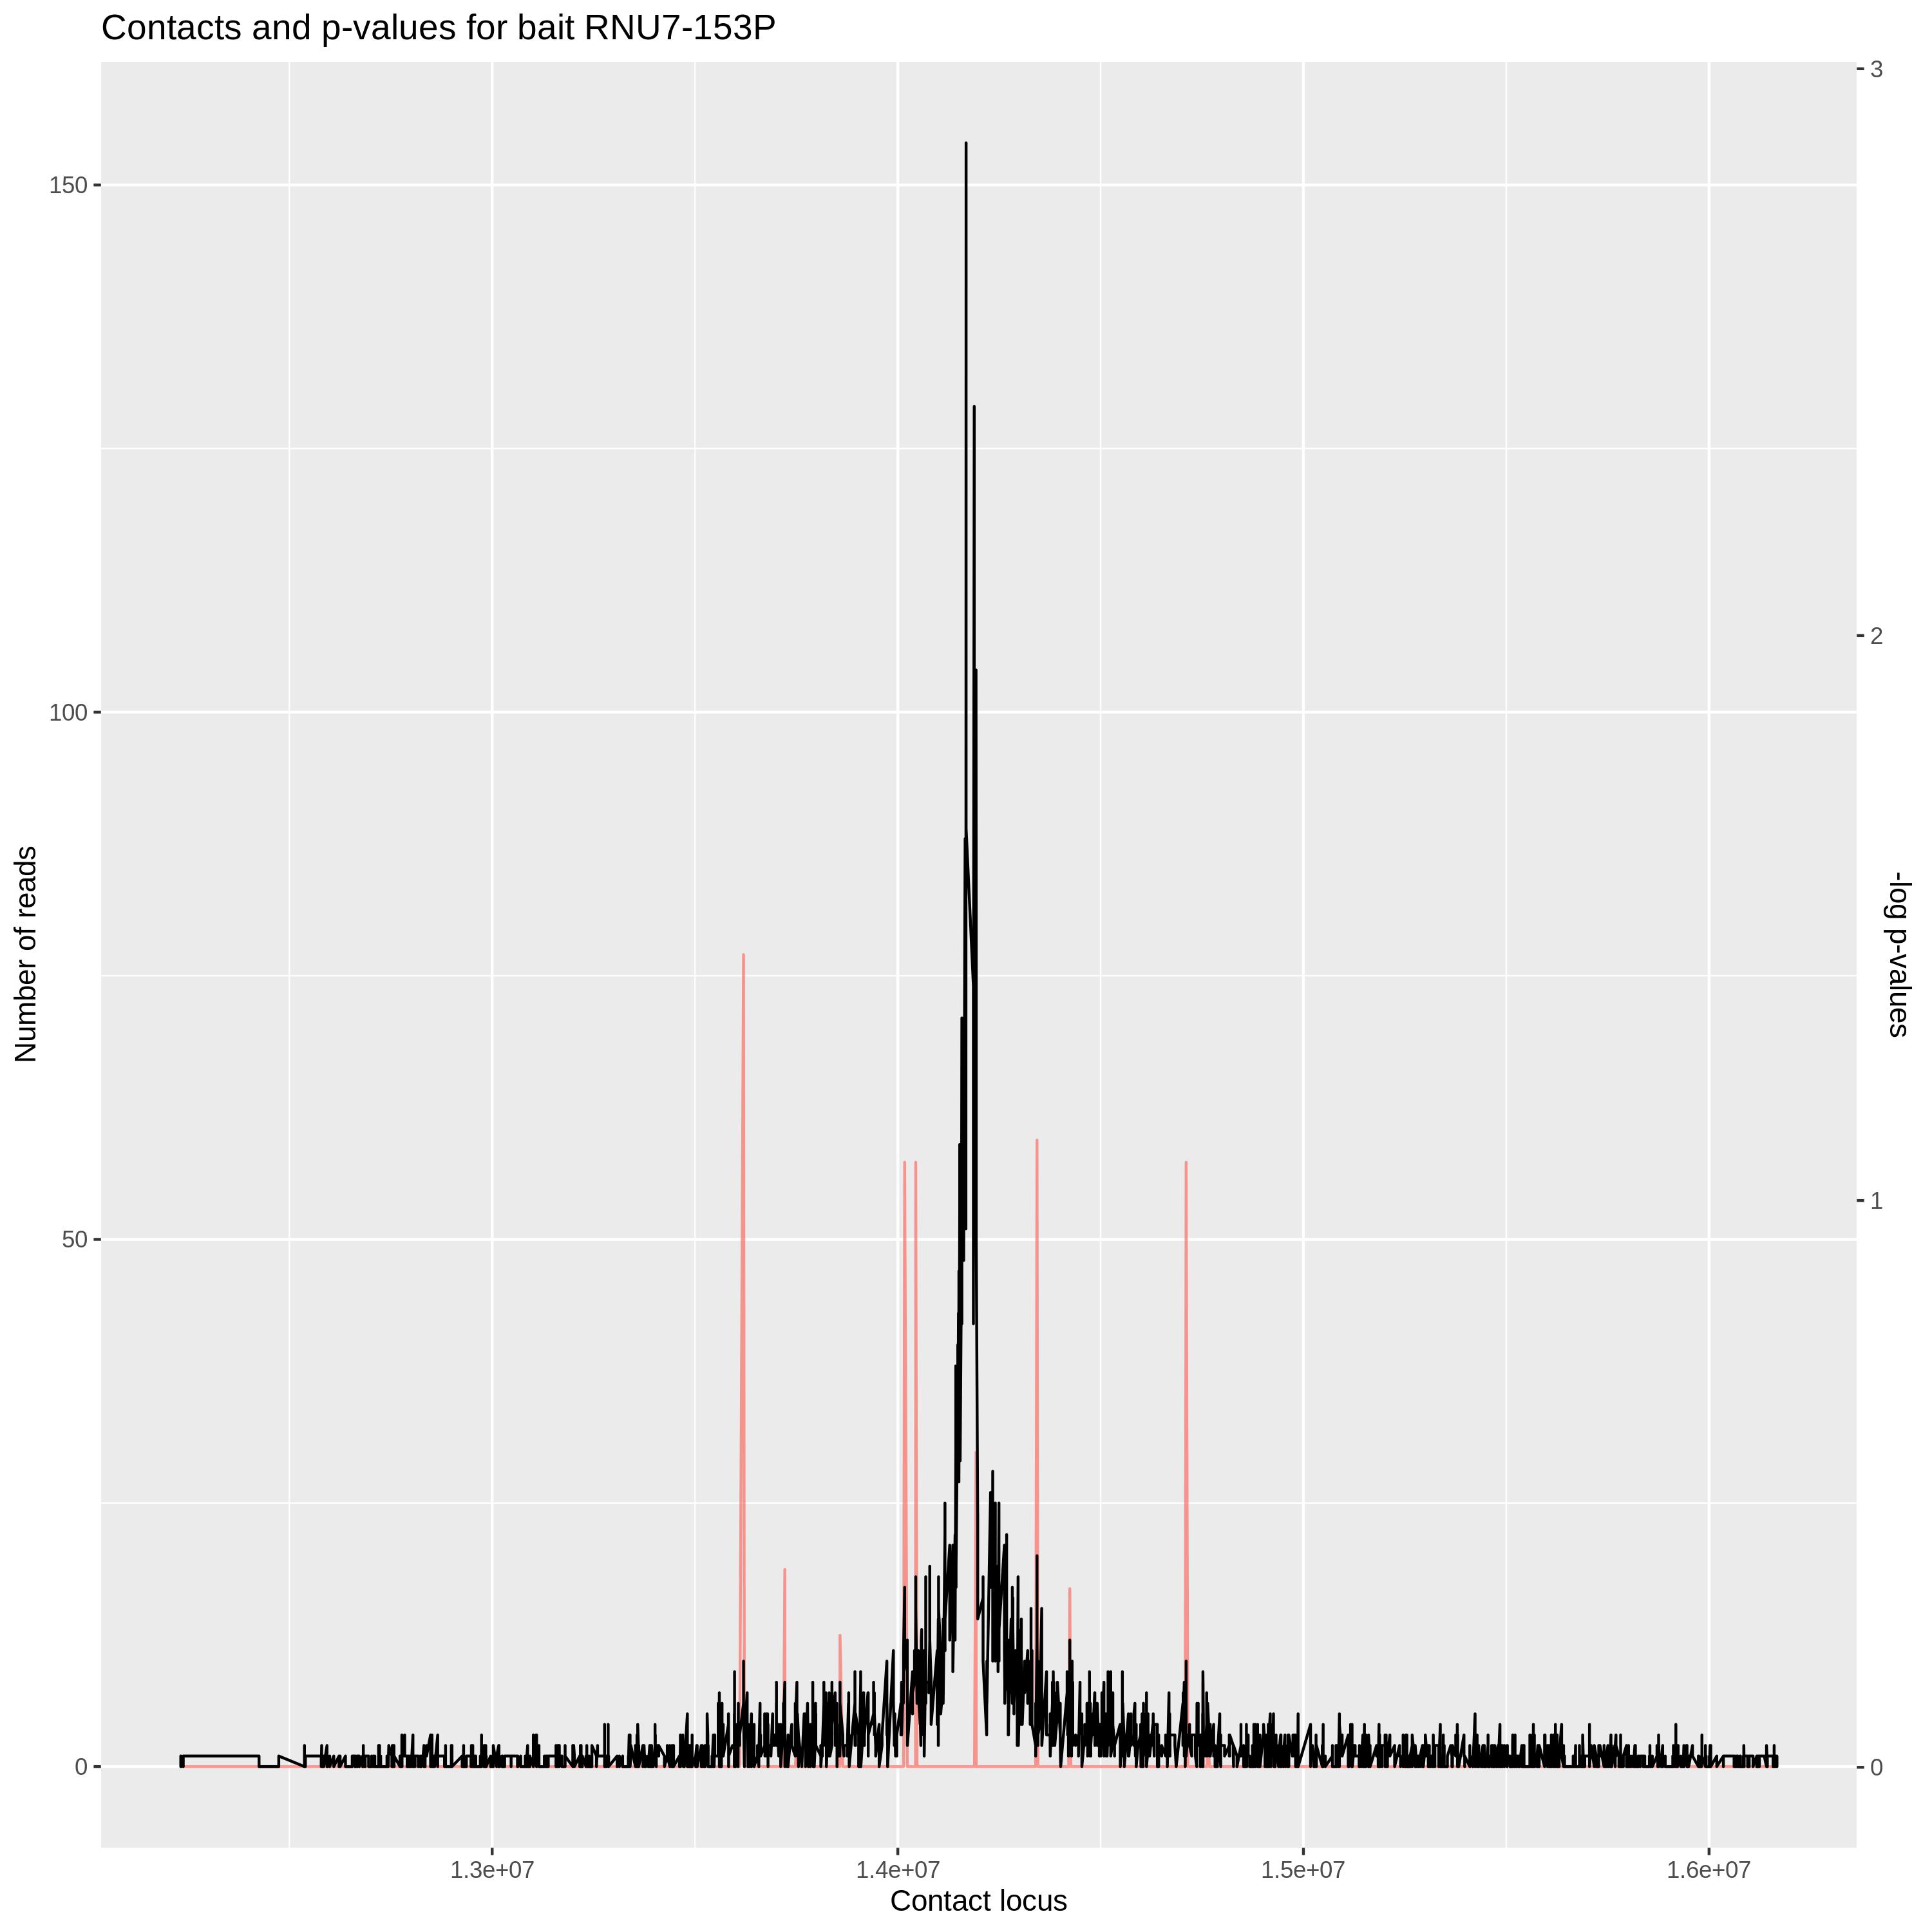 Contacts and p-values for bait RNU7-153P
150
100
50
0
Number of reads
3
2
1
0
-log p-values
1.3e+07
1.4e+07
1.5e+07
1.6e+07
Contact locus